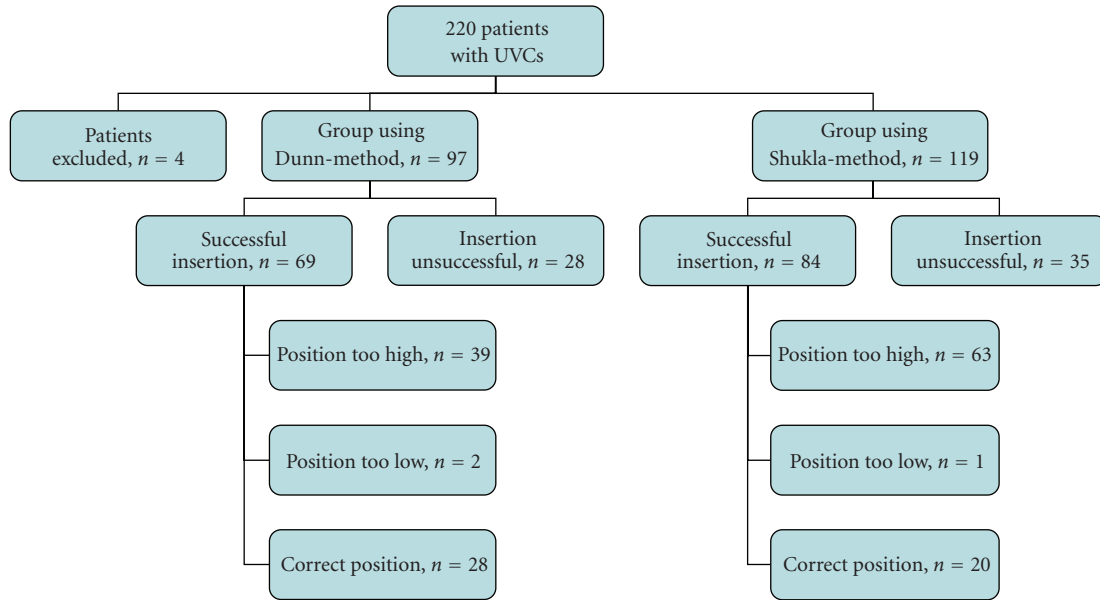 220 patients
with UVCs
Patients
excluded, n = 4
Group using
Dunn-method, n = 97
Group using
Shukla-method, n = 119
Successful
insertion, n = 69
Insertion
unsuccessful, n = 28
Successful
insertion, n = 84
Insertion
unsuccessful, n = 35
Position too high, n = 39
Position too low, n = 2
Correct position, n = 28
Position too high, n = 63
Position too low, n = 1
Correct position, n = 20